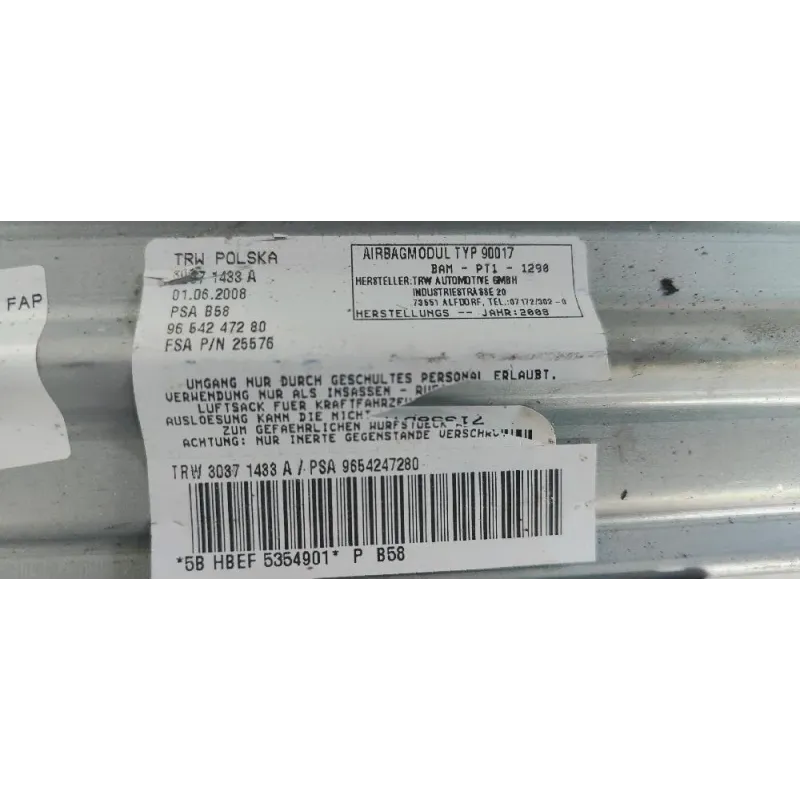 FAP
TRW POLSKA
3037 1433 A
01.06.2008
PSA B58
96 542 472 80
FSA P/N 25576
AIRBAGMODUL TYP 90017
BAM - PT1 - 1290
HERSTELLER:TRW AUTOMOTIVE GMBH
INDUSTRIESTRASSE 20
73551 ALFDORF, TEL.:07172/302-0
HERSTELLUNGS -- JAHR:2008
UMGANG NUR DURCH GESCHULTES PERSONAL ERLAUBT.
VERWENDUNG NUR ALS INSASSEN -
LUFTSACK FUER
AUSLOESUNG KANN DIE NICHT
ZUM GEFAEHRLICHEN WURFSTUECK
ACHTUNG: NUR INERTE GEGENSTANDE
TRW 3037 1433 A / PSA 9654247280
*5B HBEF 5354901* P B58